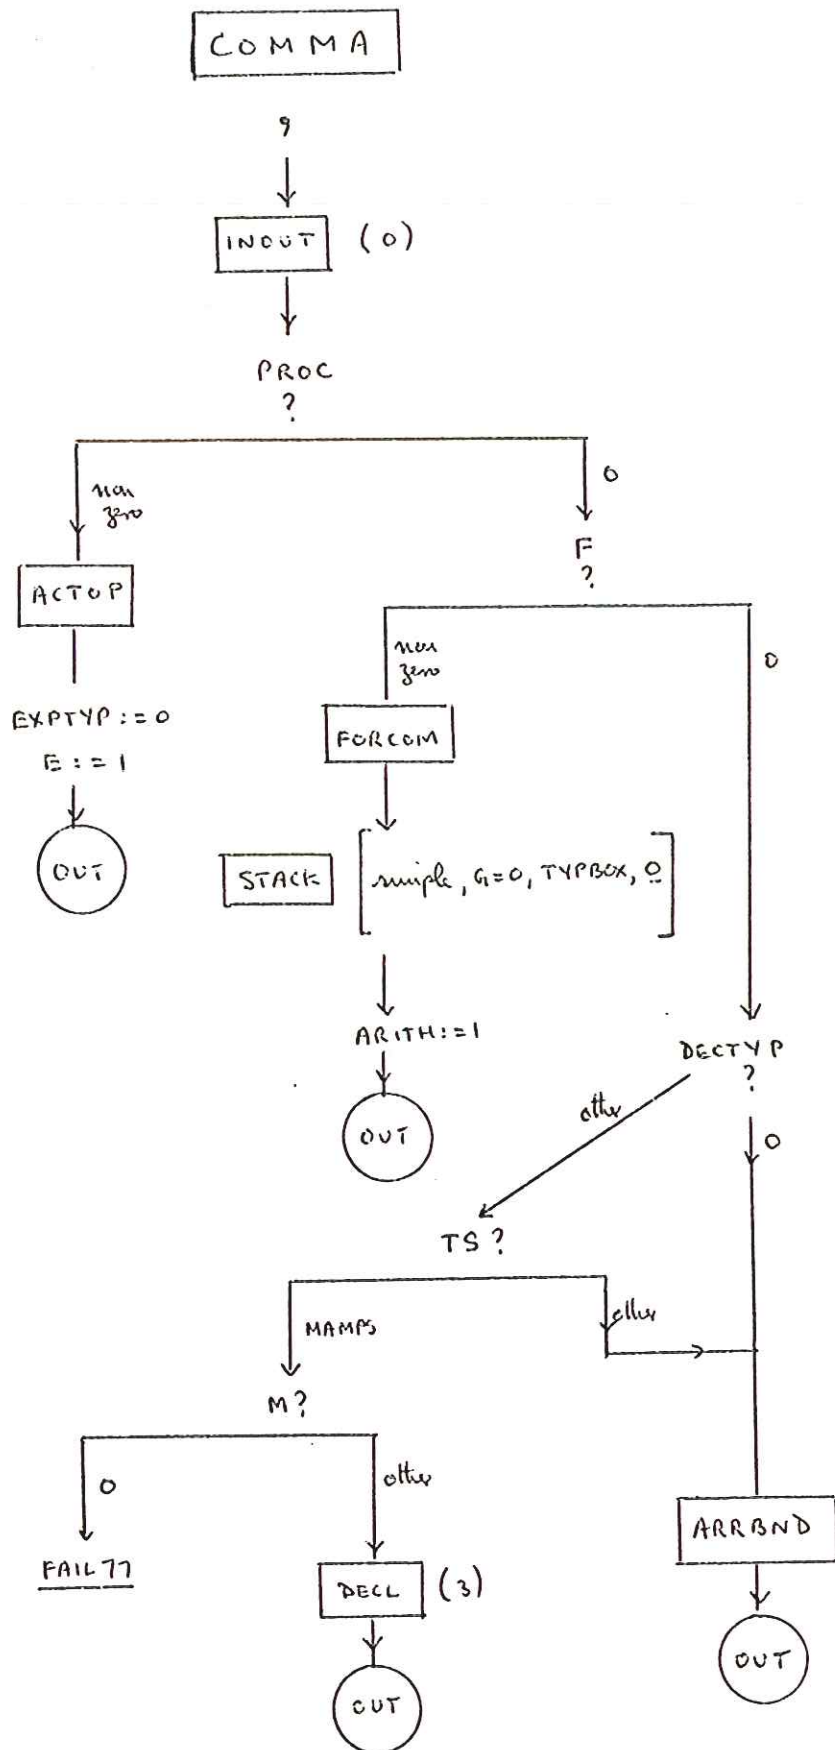 COMMA
9
INOUT (0)
PROC
?
non
zero
0
F
?
ACTOP
non
zero
0
EXPTYP:=0
E:=1
FORCOM
OUT
STACK [simple, G=0, TYPBOX, 0]
ARITH:=1
DECTYP
?
OUT
other
0
TS?
MAMPS
other
M?
0
other
ARRBND
FAIL 77
DECL (3)
OUT
OUT